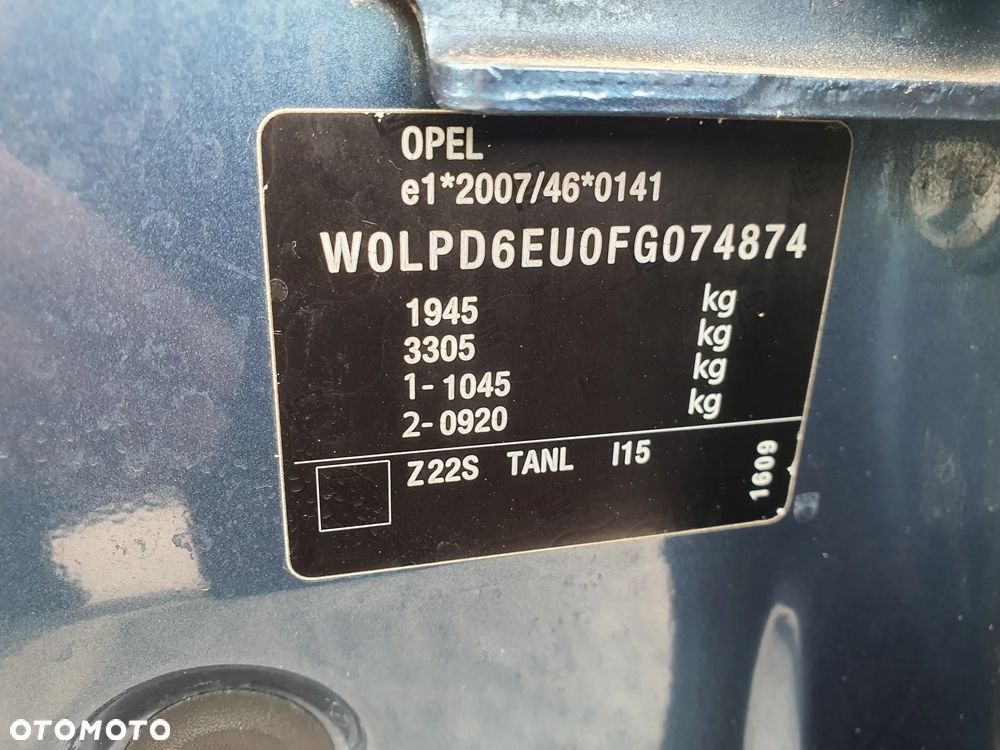 OPEL
e1*2007/46*0141
W0LPD6EU0FG074874
1945 kg
3305 kg
1- 1045 kg
2- 0920 kg
Z22S TANL I15
1609
OTOMOTO